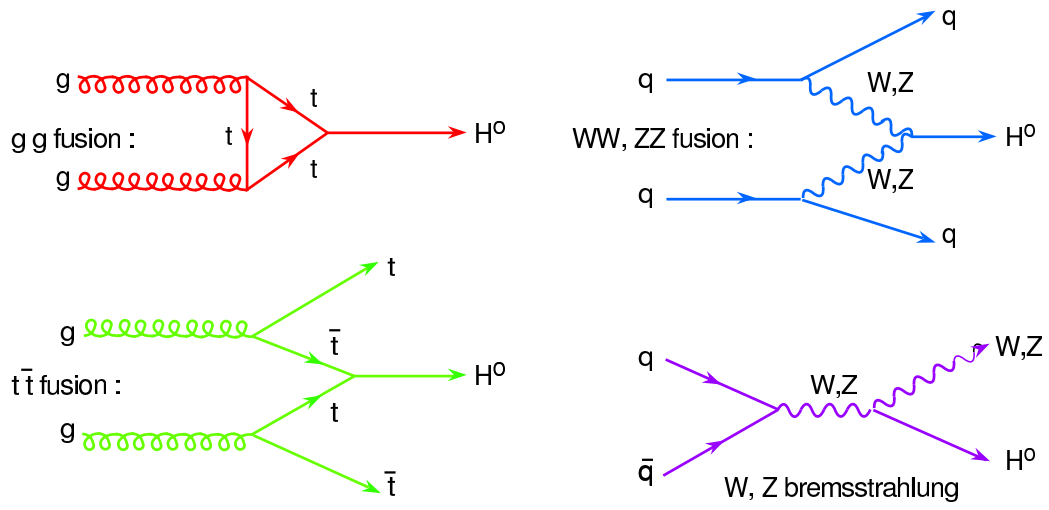 g
t
g g fusion :
t
H⁰
t
g
q
q
W,Z
WW, ZZ fusion :
H⁰
W,Z
q
q
t
g
t̅
t t̅ fusion :
H⁰
t
g
t̅
q
W,Z
W,Z
q̅
H⁰
W, Z bremsstrahlung